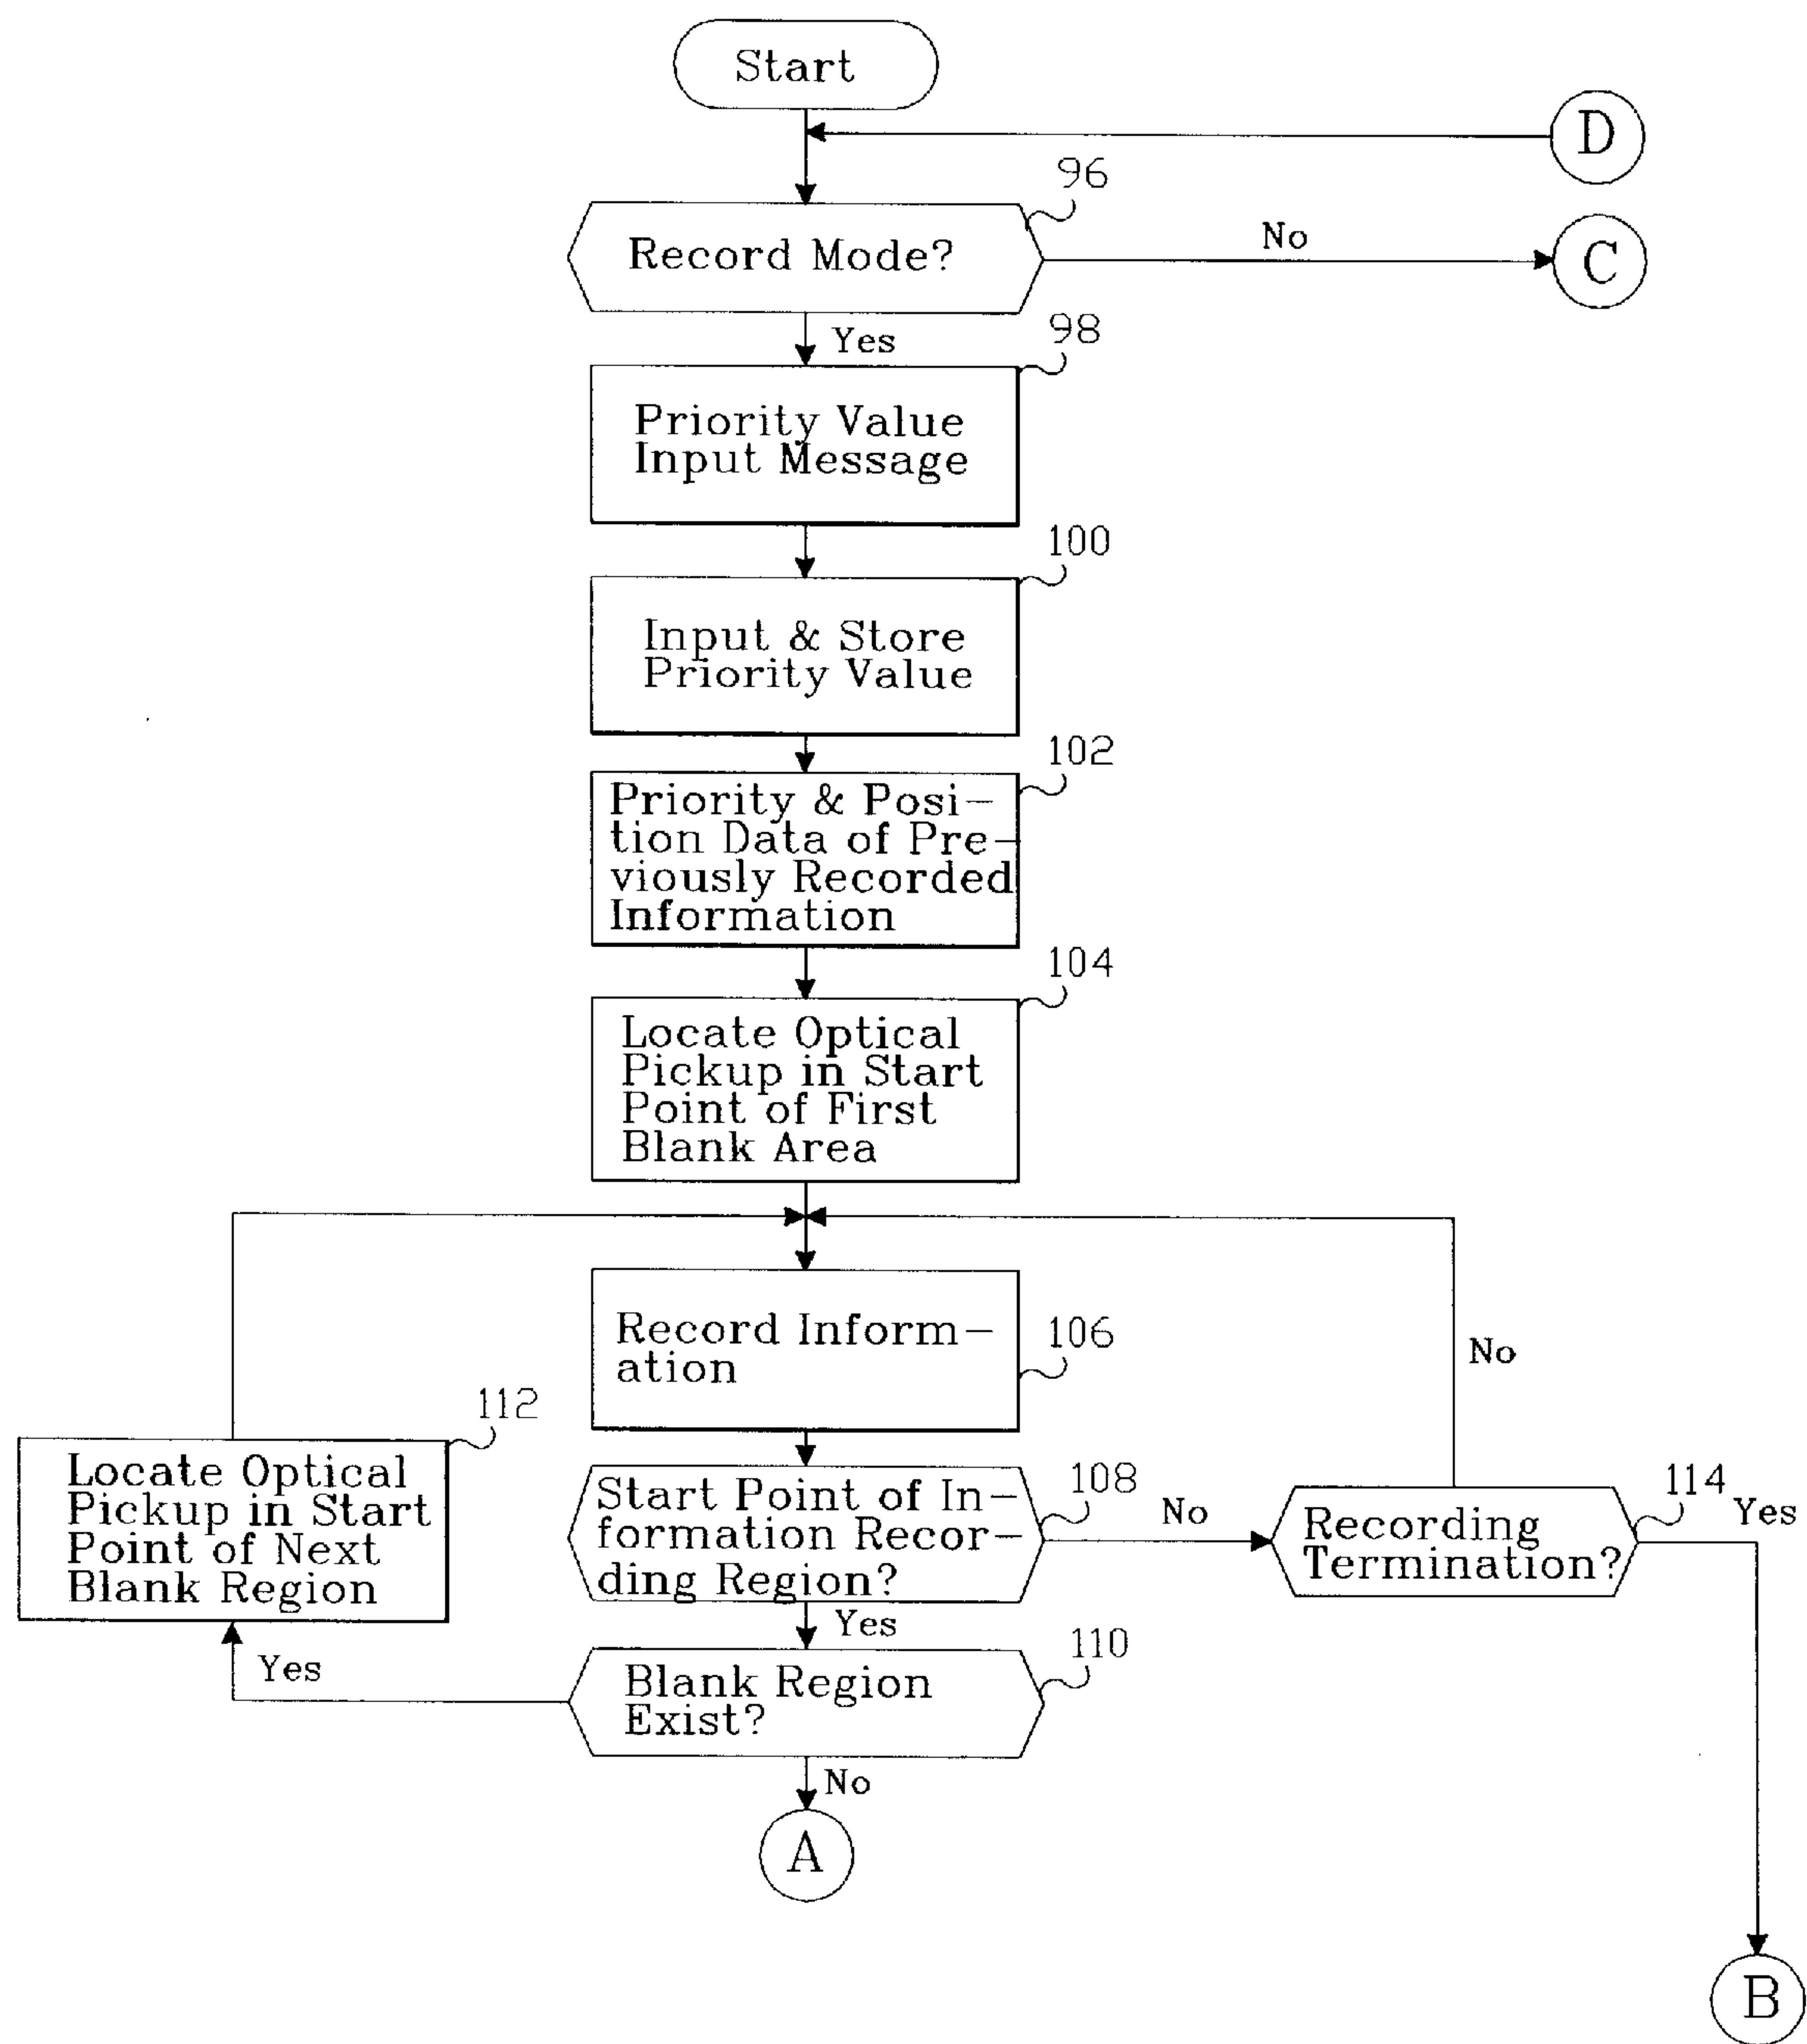 Start
D
96
Record Mode?
No
C
Yes
98
Priority Value
Input Message
100
Input & Store
Priority Value
102
Priority & Posi-
tion Data of Pre-
viously Recorded
Information
104
Locate Optical
Pickup in Start
Point of First
Blank Area
Record Inform-
ation
106
No
112
Locate Optical
Pickup in Start
Point of Next
Blank Region
Start Point of In-
formation Recor-
ding Region?
108
No
Recording
Termination?
114
Yes
Yes
Yes
Blank Region
Exist?
110
No
A
B